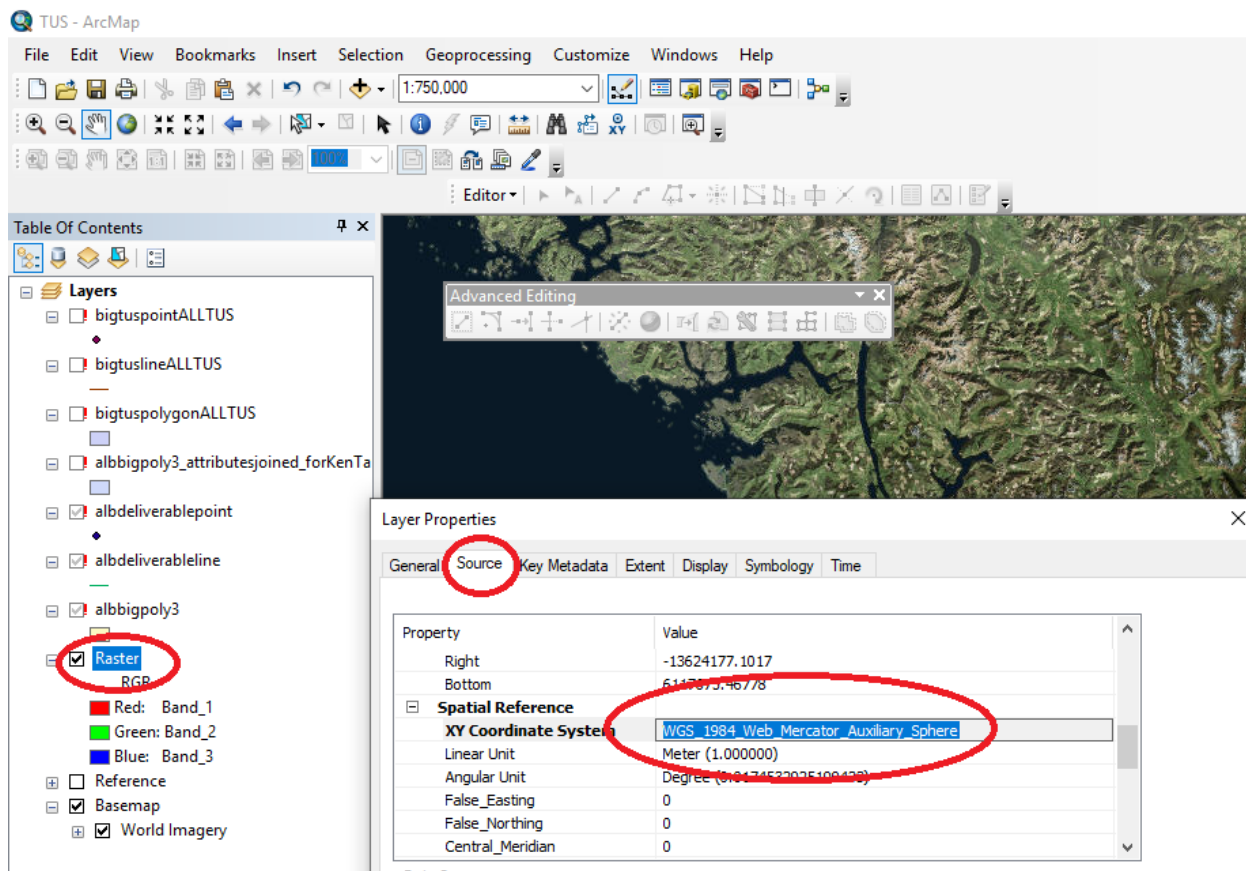 TUS - ArcMap
File Edit View Bookmarks Insert Selection Geoprocessing Customize Windows Help
1:750,000
100%
Editor
Table Of Contents
Layers
bigtuspointALLTUS
bigtuslineALLTUS
bigtuspolygonALLTUS
albbigpoly3_attributesjoined_forKenTa
albdeliverablepoint
albdeliverableline
albbigpoly3
Raster
RGB
Red: Band_1
Green: Band_2
Blue: Band_3
Reference
Basemap
World Imagery
Advanced Editing
Layer Properties
General Source Key Metadata Extent Display Symbology Time
Property Value
Right -13624177.1017
Bottom
Spatial Reference
XY Coordinate System WGS_1984_Web_Mercator_Auxiliary_Sphere
Linear Unit Meter (1.000000)
Angular Unit Degree
False_Easting 0
False_Northing 0
Central_Meridian 0